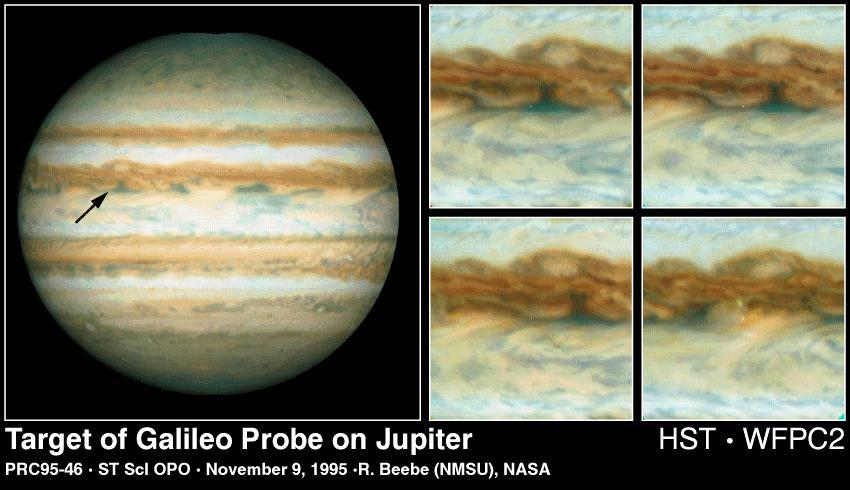 Target of Galileo Probe on Jupiter
HST • WFPC2
PRC95-46 · ST ScI OPO · November 9, 1995 ·R. Beebe (NMSU), NASA